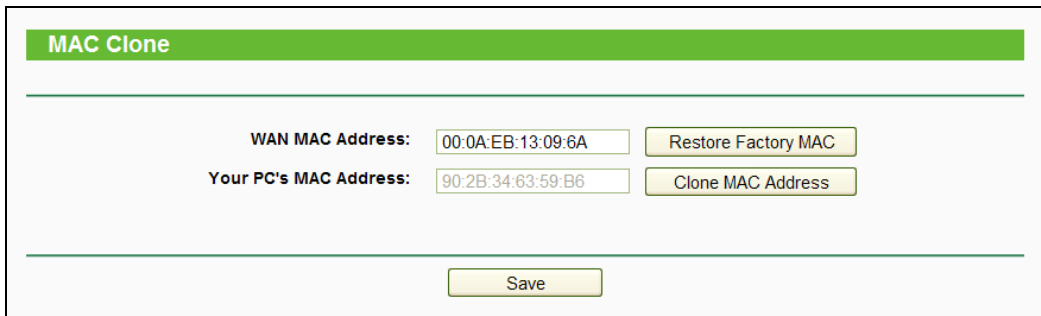 MAC Clone
WAN MAC Address: 00:0A:EB:13:09:6A Restore Factory MAC
Your PC's MAC Address: 90:2B:34:63:59:B6 Clone MAC Address
Save